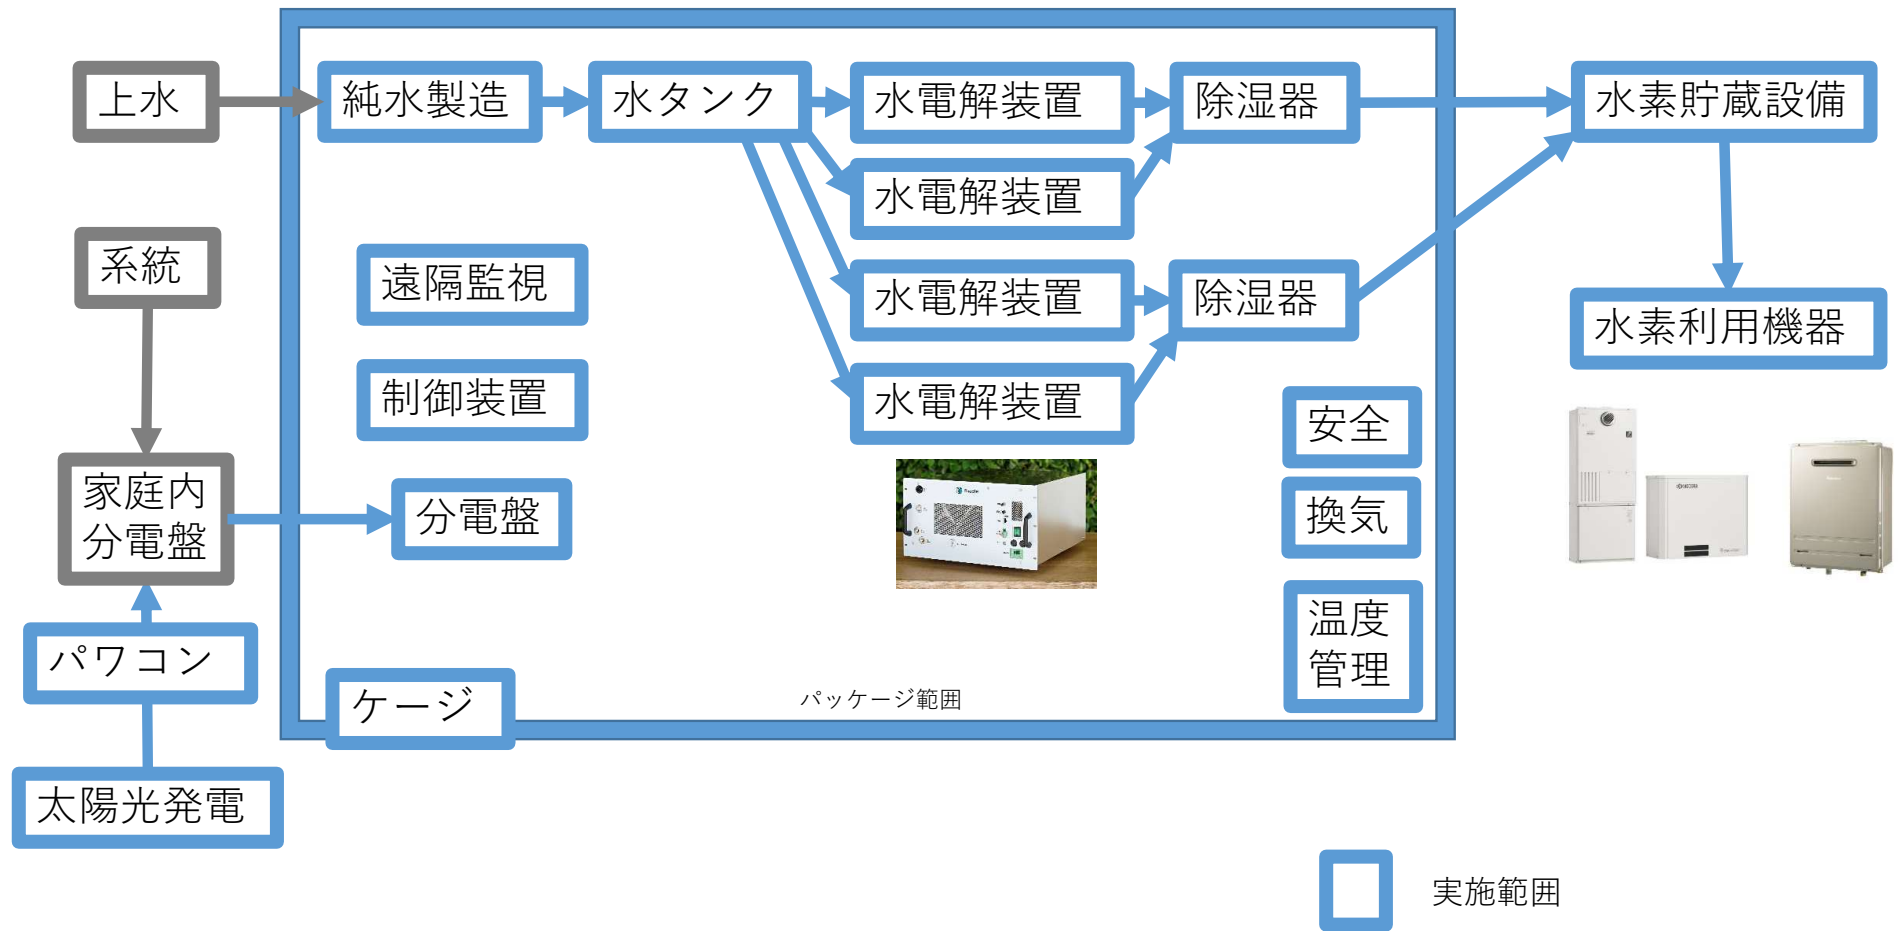 上水
純水製造
水タンク
水電解装置
除湿器
水素貯蔵設備
水電解装置
系統
遠隔監視
水電解装置
除湿器
水素利用機器
制御装置
水電解装置
安全
家庭内
分電盤
分電盤
換気
パワコン
温度
管理
ケージ
パッケージ範囲
太陽光発電
実施範囲